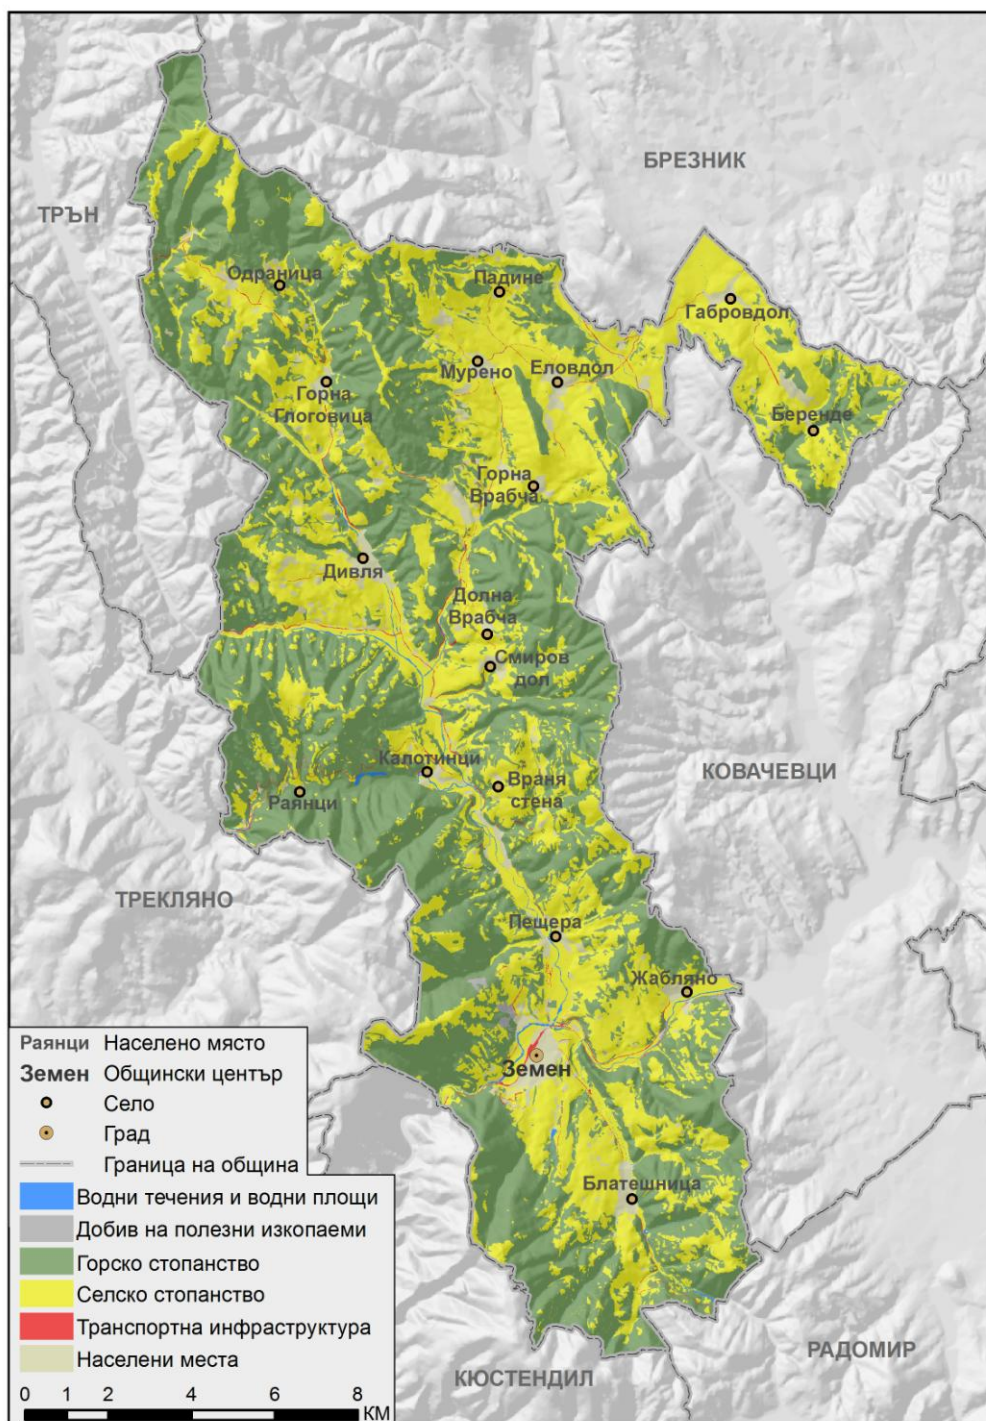 БРЕЗНИК
ТРЪН
Одраница
Падине
Габровдол
Мурено
Еловдол
Горна
Глоговица
Беренде
Горна
Врабча
Дивля
Долна
Врабча
Смиров
дол
Калотинци
Враня
стена
КОВАЧЕВЦИ
Раянци
ТРЕКЛЯНО
Пещера
Жабляно
Земен
Блатешница
РАДОМИР
КЮСТЕНДИЛ
Раянци Населено място
Земен Общински център
Село
Град
Граница на община
Водни течения и водни площи
Добив на полезни изкопаеми
Горско стопанство
Селско стопанство
Транспортна инфраструктура
Населени места
0 1 2 4 6 8
КМ